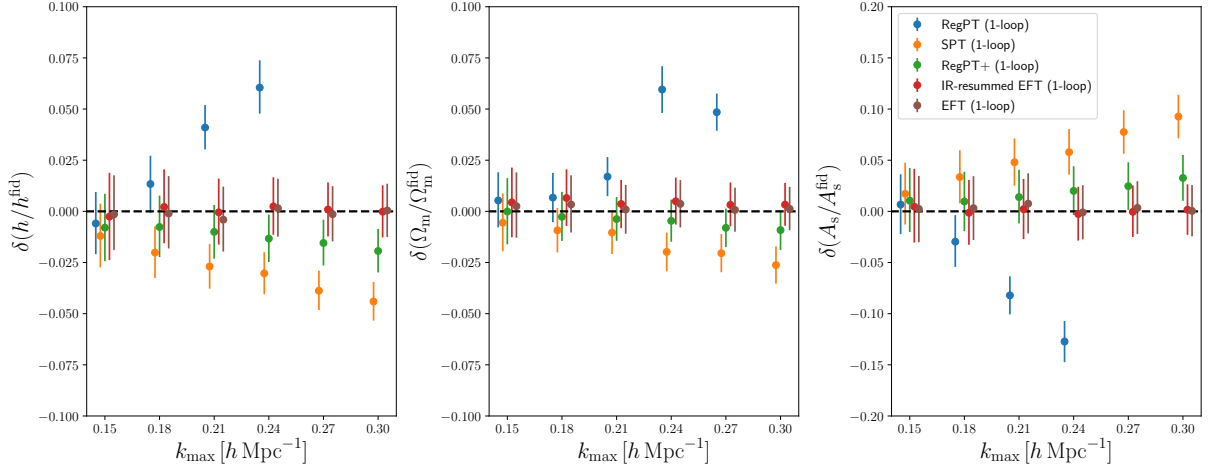 δ(h/h^fid)
0.100
0.075
0.050
0.025
0.000
−0.025
−0.050
−0.075
−0.100
0.15 0.18 0.21 0.24 0.27 0.30
k_max [h Mpc^−1]
δ(Ω_m/Ω_m^fid)
0.100
0.075
0.050
0.025
0.000
−0.025
−0.050
−0.075
−0.100
0.15 0.18 0.21 0.24 0.27 0.30
k_max [h Mpc^−1]
δ(A_s/A_s^fid)
0.20
0.15
0.10
0.05
0.00
−0.05
−0.10
−0.15
−0.20
0.15 0.18 0.21 0.24 0.27 0.30
k_max [h Mpc^−1]
RegPT (1-loop)
SPT (1-loop)
RegPT+ (1-loop)
IR-resummed EFT (1-loop)
EFT (1-loop)